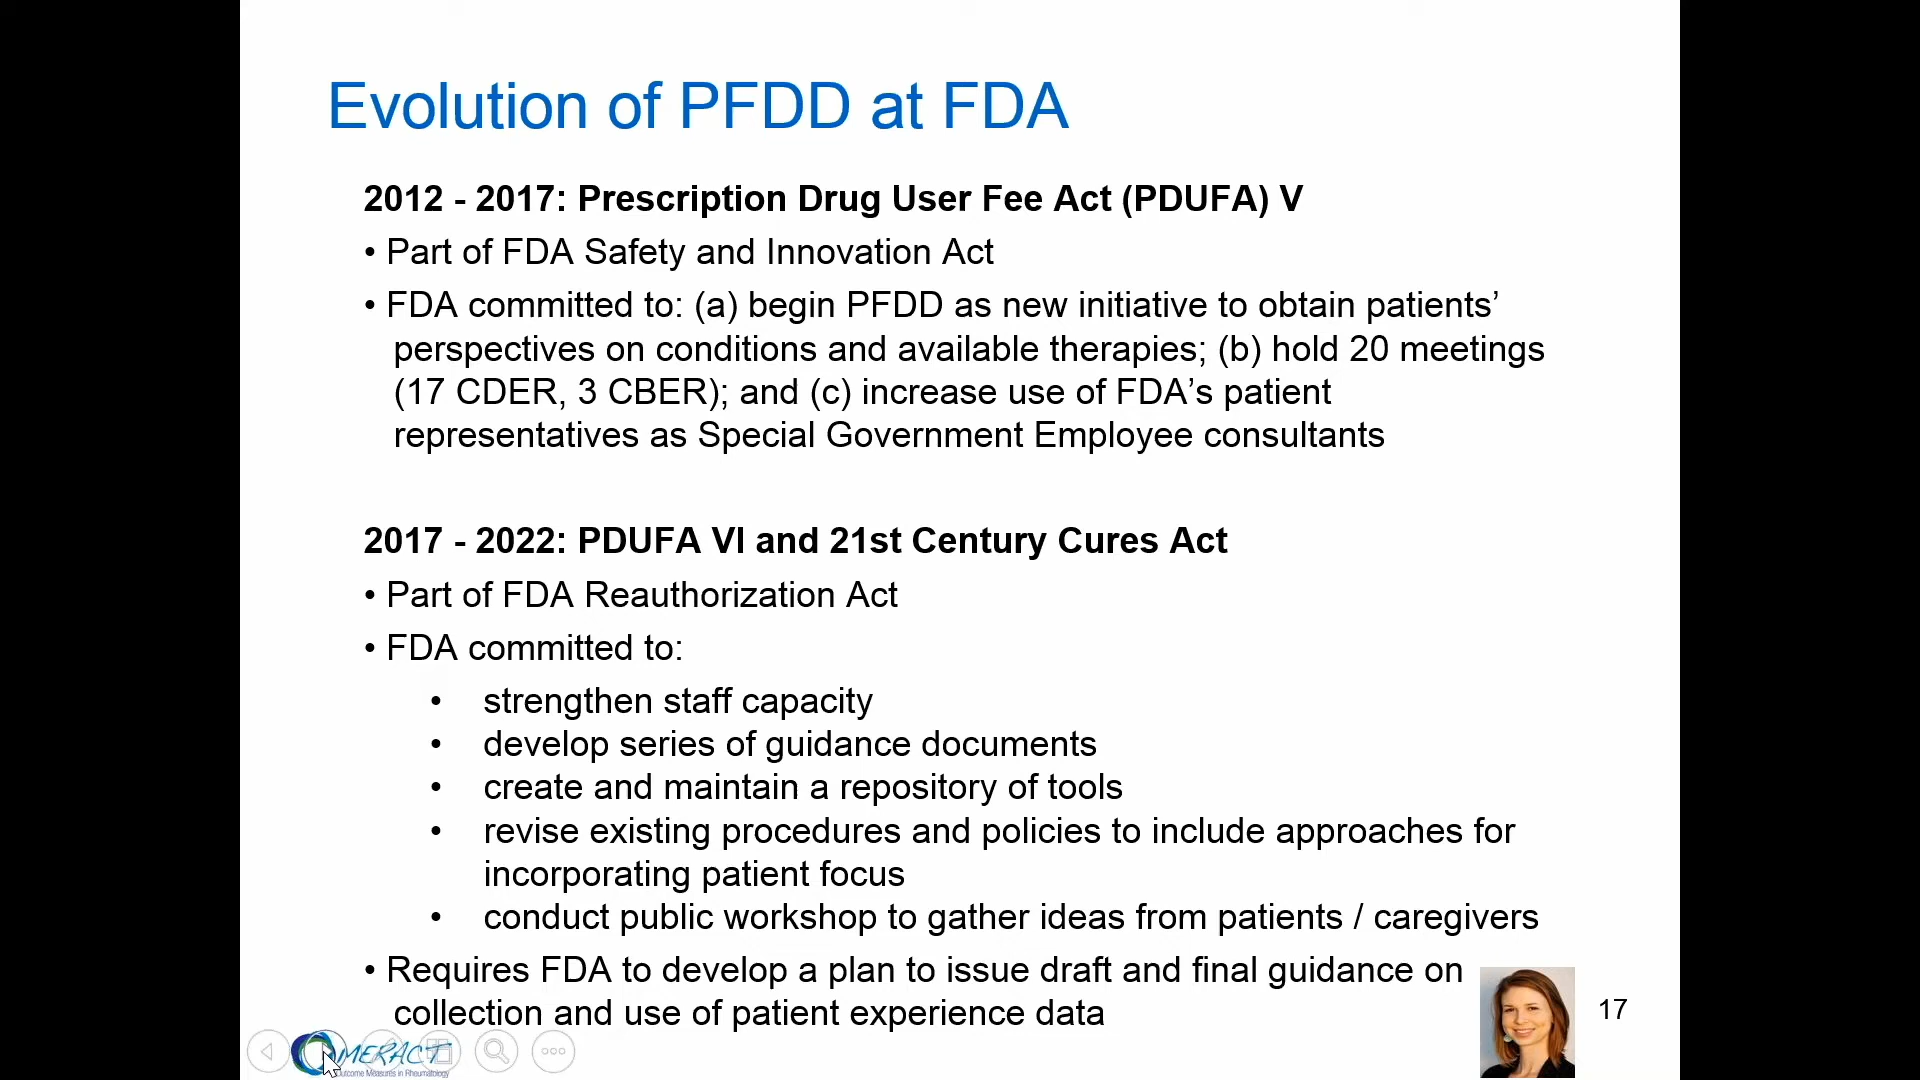 Evolution of PFDD at FDA
2012 - 2017: Prescription Drug User Fee Act (PDUFA) V
• Part of FDA Safety and Innovation Act
• FDA committed to: (a) begin PFDD as new initiative to obtain patients’
perspectives on conditions and available therapies; (b) hold 20 meetings
(17 CDER, 3 CBER); and (c) increase use of FDA’s patient
representatives as Special Government Employee consultants
2017 - 2022: PDUFA VI and 21st Century Cures Act
• Part of FDA Reauthorization Act
• FDA committed to:
• strengthen staff capacity
• develop series of guidance documents
• create and maintain a repository of tools
• revise existing procedures and policies to include approaches for
incorporating patient focus
• conduct public workshop to gather ideas from patients / caregivers
• Requires FDA to develop a plan to issue draft and final guidance on
collection and use of patient experience data
17
OMERACT
Outcome Measures in Rheumatology